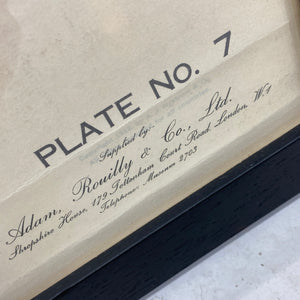 PLATE No. 7
Supplied by:-
Adam, Rouilly & Co., Ltd.
Shropshire House, 179 Tottenham Court Road, London. W.1
Telephone: Museum 2703